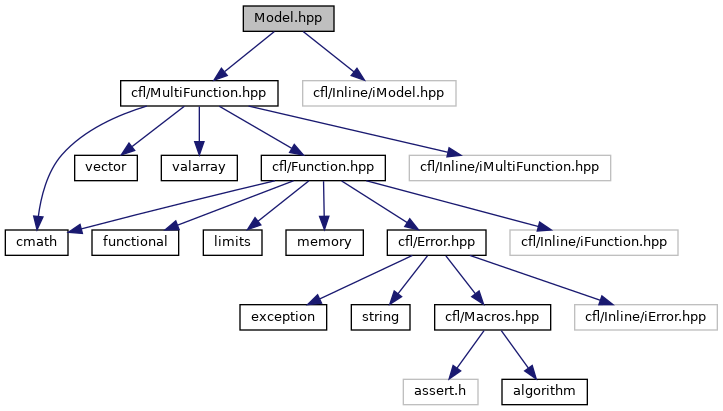 Model.hpp
cfl/MultiFunction.hpp
cfl/Inline/iModel.hpp
vector
valarray
cfl/Function.hpp
cfl/Inline/iMultiFunction.hpp
cmath
functional
limits
memory
cfl/Error.hpp
cfl/Inline/iFunction.hpp
exception
string
cfl/Macros.hpp
cfl/Inline/iError.hpp
assert.h
algorithm